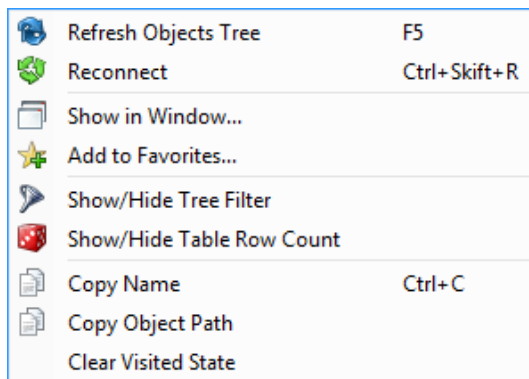 Refresh Objects Tree F5
Reconnect Ctrl+Skift+R
Show in Window...
Add to Favorites...
Show/Hide Tree Filter
Show/Hide Table Row Count
Copy Name Ctrl+C
Copy Object Path
Clear Visited State